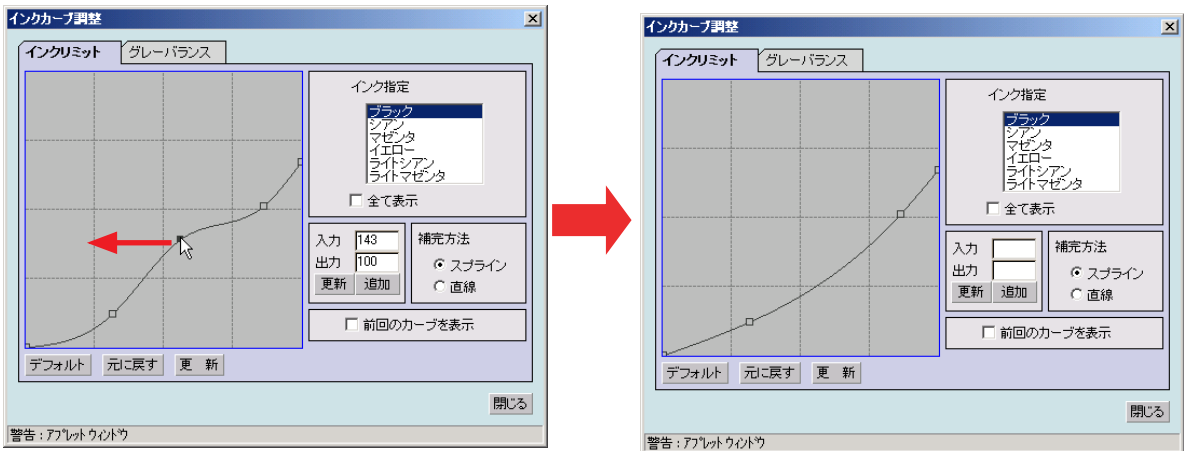 インクカーブ調整
インクリミット
グレーバランス
インク指定
ブラック
シアン
マゼンタ
イエロー
ライトシアン
ライトマゼンタ
全て表示
入力 143
出力 100
更新 追加
補完方法
スプライン
直線
前回のカーブを表示
デフォルト 元に戻す 更 新
閉じる
警告 : アプレット ウィンドウ
インクカーブ調整
インクリミット
グレーバランス
インク指定
ブラック
シアン
マゼンタ
イエロー
ライトシアン
ライトマゼンタ
全て表示
入力
出力
更新 追加
補完方法
スプライン
直線
前回のカーブを表示
デフォルト 元に戻す 更 新
閉じる
警告 : アプレット ウィンドウ